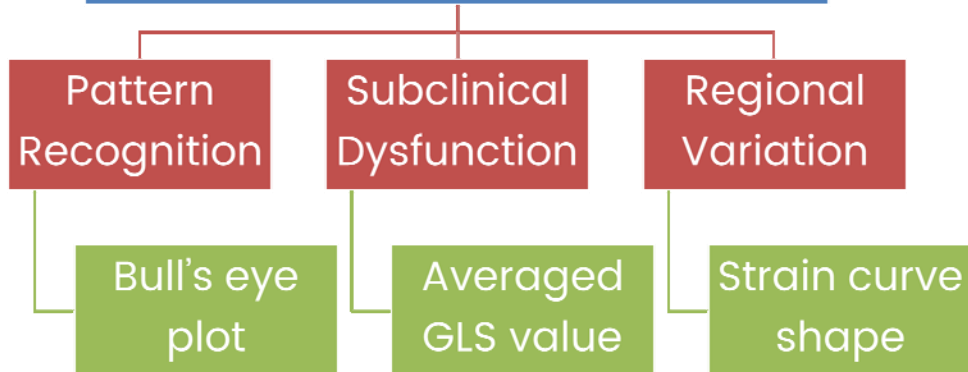 Pattern
Recognition
Subclinical
Dysfunction
Regional
Variation
Bull's eye
plot
Averaged
GLS value
Strain curve
shape